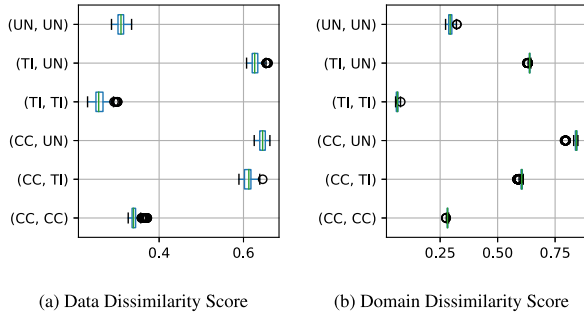 (UN, UN)
(TI, UN)
(TI, TI)
(CC, UN)
(CC, TI)
(CC, CC)
0.4 0.6
(a) Data Dissimilarity Score
(UN, UN)
(TI, UN)
(TI, TI)
(CC, UN)
(CC, TI)
(CC, CC)
0.25 0.50 0.75
(b) Domain Dissimilarity Score